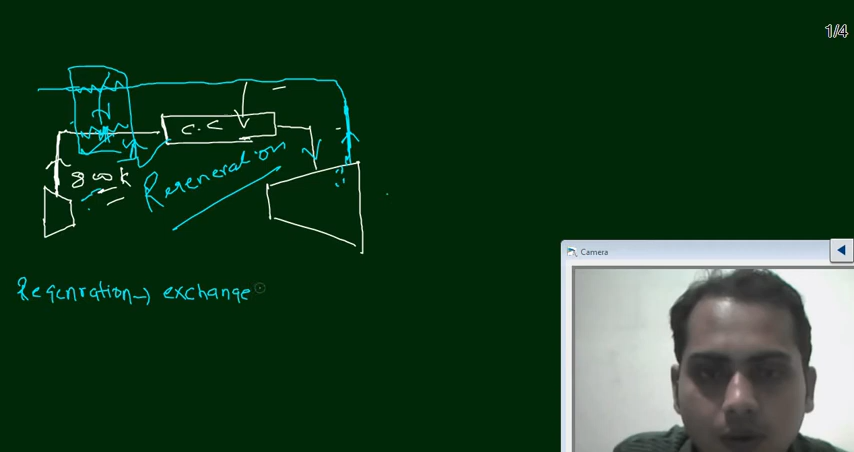 1/4
C.C
800k
Regeneration
Camera
Regenration → exchange